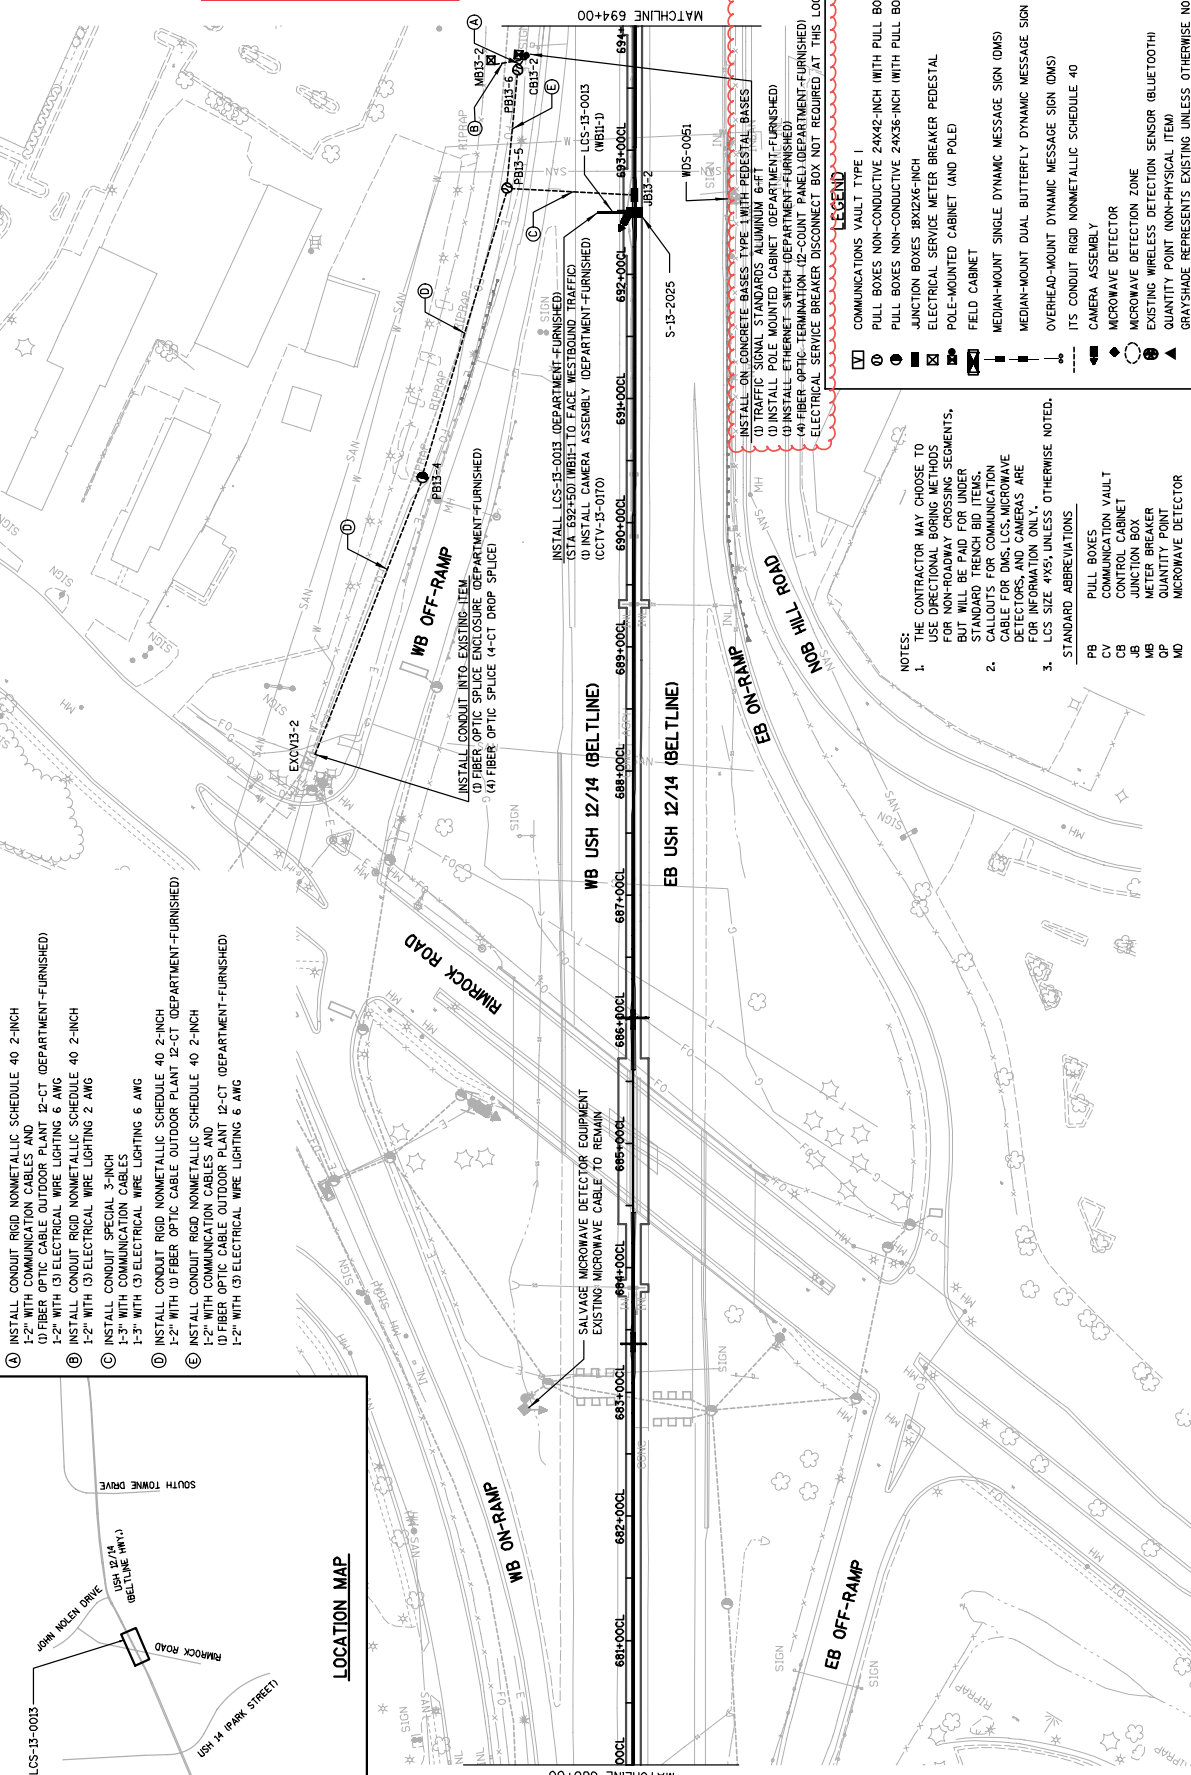 Ⓐ INSTALL CONDUIT RIGID NONMETALLIC SCHEDULE 40 2-INCH
1-2" WITH COMMUNICATION CABLES AND
(1) FIBER OPTIC CABLE OUTDOOR PLANT 12-CT (DEPARTMENT-FURNISHED)
1-2" WITH (3) ELECTRICAL WIRE LIGHTING 6 AWG
Ⓑ INSTALL CONDUIT RIGID NONMETALLIC SCHEDULE 40 2-INCH
1-2" WITH (3) ELECTRICAL WIRE LIGHTING 2 AWG
Ⓒ INSTALL CONDUIT SPECIAL 3-INCH
1-3" WITH COMMUNICATION CABLES
1-3" WITH (3) ELECTRICAL WIRE LIGHTING 6 AWG
Ⓓ INSTALL CONDUIT RIGID NONMETALLIC SCHEDULE 40 2-INCH
1-2" WITH (1) FIBER OPTIC CABLE OUTDOOR PLANT 12-CT (DEPARTMENT-FURNISHED)
Ⓔ INSTALL CONDUIT RIGID NONMETALLIC SCHEDULE 40 2-INCH
1-2" WITH COMMUNICATION CABLES AND
(1) FIBER OPTIC CABLE OUTDOOR PLANT 12-CT (DEPARTMENT-FURNISHED)
1-2" WITH (3) ELECTRICAL WIRE LIGHTING 6 AWG
LCS-13-0013
JOHN NOLEN DRIVE
USH 12/14
(BELTLINE HWY.)
SOUTH TOWNE DRIVE
RIMROCK ROAD
USH 14 (PARK STREET)
LOCATION MAP
MATCHLINE 694+00
Ⓐ
MB13-2
Ⓑ
PB13-6
CB13-2
Ⓔ
PB13-5
Ⓒ
LCS-13-0013
(WB11-1)
JB13-2
WDS-0051
S-13-2025
Ⓓ
PB13-4
Ⓓ
EXCV13-2
INSTALL CONDUIT INTO EXISTING ITEM
(1) FIBER OPTIC SPLICE ENCLOSURE (DEPARTMENT-FURNISHED)
(4) FIBER OPTIC SPLICE (4-CT DROP SPLICE)
INSTALL LCS-13-0013 (DEPARTMENT-FURNISHED)
(STA 692+50) (WB11-1 TO FACE WESTBOUND TRAFFIC)
(1) INSTALL CAMERA ASSEMBLY (DEPARTMENT-FURNISHED)
(CCTV-13-0170)
INSTALL ON CONCRETE BASES TYPE 1 WITH PEDESTAL BASES
(1) TRAFFIC SIGNAL STANDARDS ALUMINUM 6-FT
(1) INSTALL POLE MOUNTED CABINET (DEPARTMENT-FURNISHED)
(1) INSTALL ETHERNET SWITCH (DEPARTMENT-FURNISHED)
(4) FIBER OPTIC TERMINATION (12-COUNT PANEL) (DEPARTMENT-FURNISHED)
ELECTRICAL SERVICE BREAKER DISCONNECT BOX NOT REQUIRED AT THIS LOC
SALVAGE MICROWAVE DETECTOR EQUIPMENT
EXISTING MICROWAVE CABLE TO REMAIN
WB OFF-RAMP
WB USH 12/14 (BELTLINE)
EB USH 12/14 (BELTLINE)
RIMROCK ROAD
WB ON-RAMP
EB ON-RAMP
NOB HILL ROAD
EB OFF-RAMP
00CL
681+00CL
682+00CL
683+00CL
684+00CL
685+00CL
686+00CL
687+00CL
688+00CL
689+00CL
690+00CL
691+00CL
692+00CL
693+00CL
694+
LEGEND
COMMUNICATIONS VAULT TYPE I
PULL BOXES NON-CONDUCTIVE 24X42-INCH (WITH PULL BO
PULL BOXES NON-CONDUCTIVE 24X36-INCH (WITH PULL BO
JUNCTION BOXES 18X12X6-INCH
ELECTRICAL SERVICE METER BREAKER PEDESTAL
POLE-MOUNTED CABINET (AND POLE)
FIELD CABINET
MEDIAN-MOUNT SINGLE DYNAMIC MESSAGE SIGN (DMS)
MEDIAN-MOUNT DUAL BUTTERFLY DYNAMIC MESSAGE SIGN
OVERHEAD-MOUNT DYNAMIC MESSAGE SIGN (DMS)
ITS CONDUIT RIGID NONMETALLIC SCHEDULE 40
CAMERA ASSEMBLY
MICROWAVE DETECTOR
MICROWAVE DETECTION ZONE
EXISTING WIRELESS DETECTION SENSOR (BLUETOOTH)
QUANTITY POINT (NON-PHYSICAL ITEM)
GRAYSHADE REPRESENTS EXISTING UNLESS OTHERWISE NO
NOTES:
1. THE CONTRACTOR MAY CHOOSE TO
USE DIRECTIONAL BORING METHODS
FOR NON-ROADWAY CROSSING SEGMENTS,
BUT WILL BE PAID FOR UNDER
STANDARD TRENCH BID ITEMS.
2. CALLOUTS FOR COMMUNICATION
CABLE FOR DMS, LCS, MICROWAVE
DETECTORS, AND CAMERAS ARE
FOR INFORMATION ONLY.
3. LCS SIZE 4'X5', UNLESS OTHERWISE NOTED.
STANDARD ABBREVIATIONS
PB PULL BOXES
CV COMMUNICATION VAULT
CB CONTROL CABINET
JB JUNCTION BOX
MB METER BREAKER
QP QUANTITY POINT
MD MICROWAVE DETECTOR